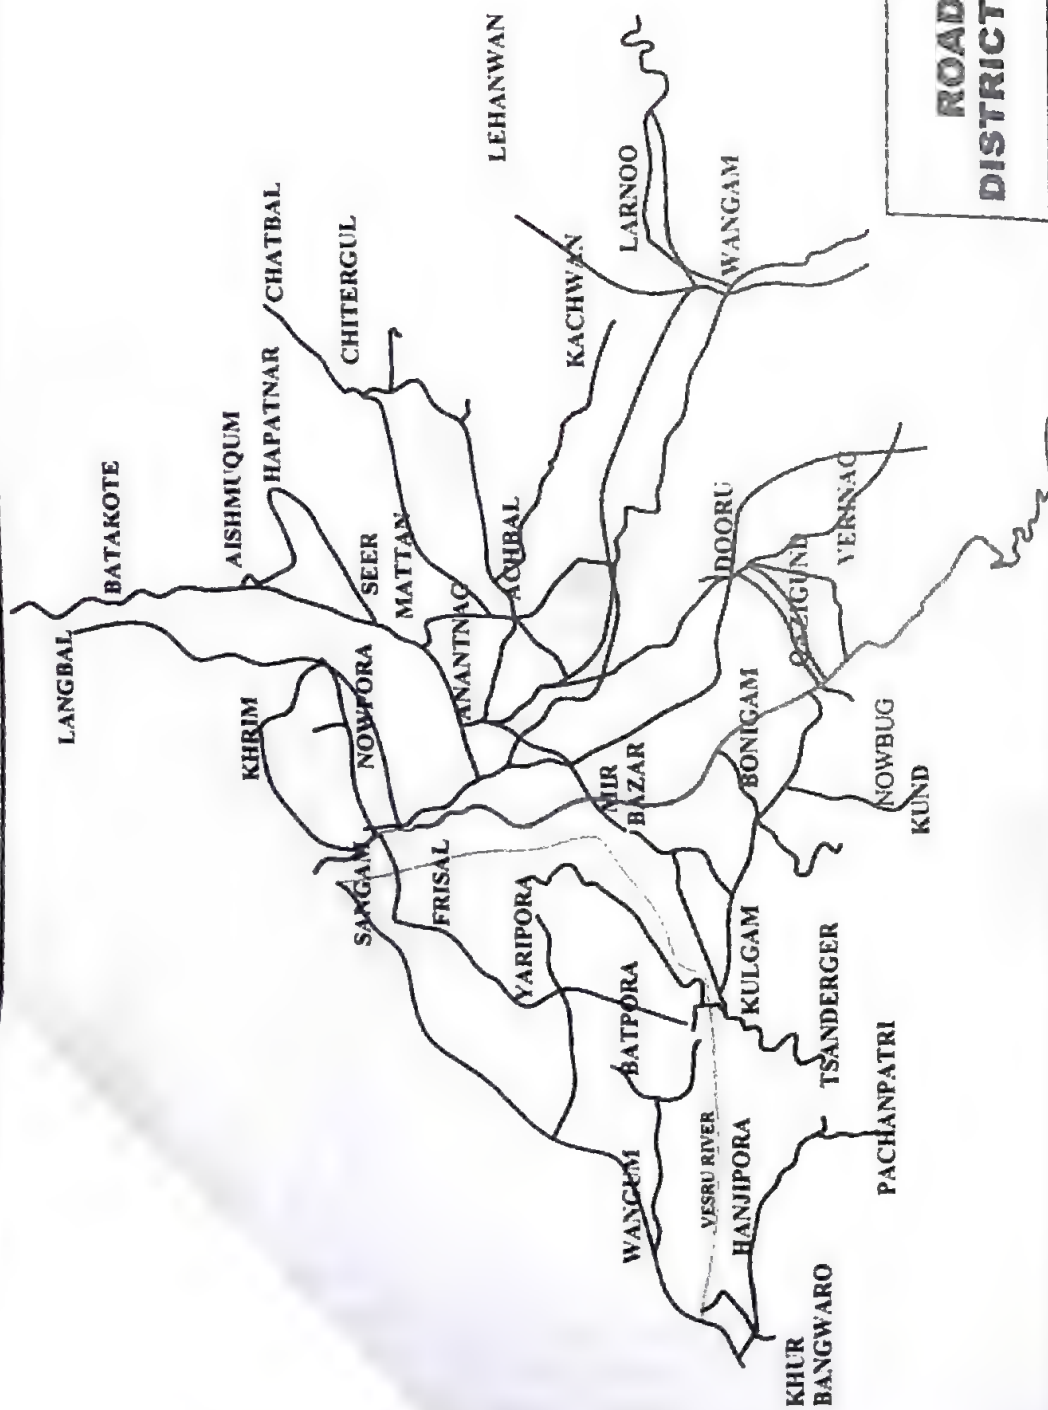 ROAD
DISTRICT
LEHANWAN
LARNOO
WANGAM
CHATBAL
CHITERGUL
KACHWAN
HAPATNAR
AISHMUQUM
BATAKOTE
SEER
MATTAN
ACHBAL
ANANTNAG
DOORU
VERINAG
QAZIGUND
LANGBAL
KHRIM
NOWPORA
MIR
BAZAR
BONIGAM
NOWBUG
KUND
SANGAM
FRISAL
YARIPORA
BATPORA
KULGAM
TSANDERGER
WANGUM
VESRU RIVER
HANJIPORA
PACHANPATRI
KHUR
BANGWARO